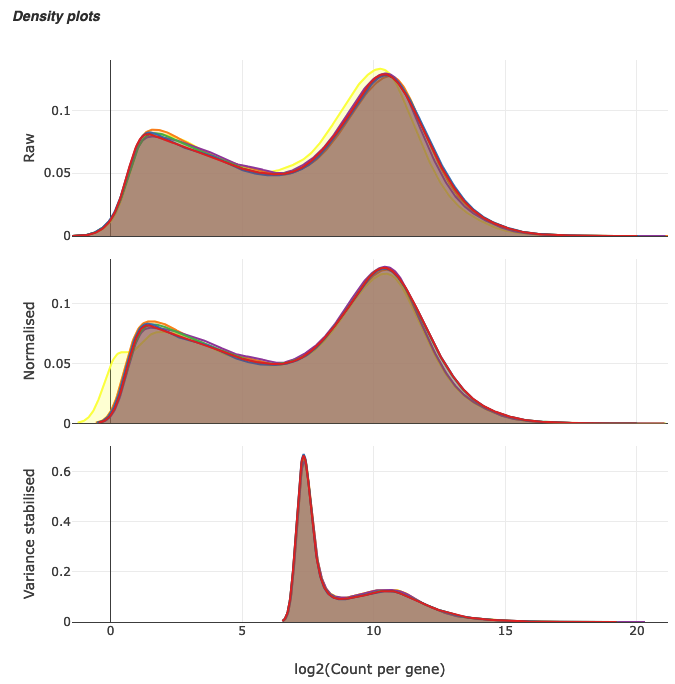 Density plots
Raw
0.1
0.05
0
Normalised
0.1
0.05
0
Variance stabilised
0.6
0.4
0.2
0
0 5 10 15 20
log2(Count per gene)